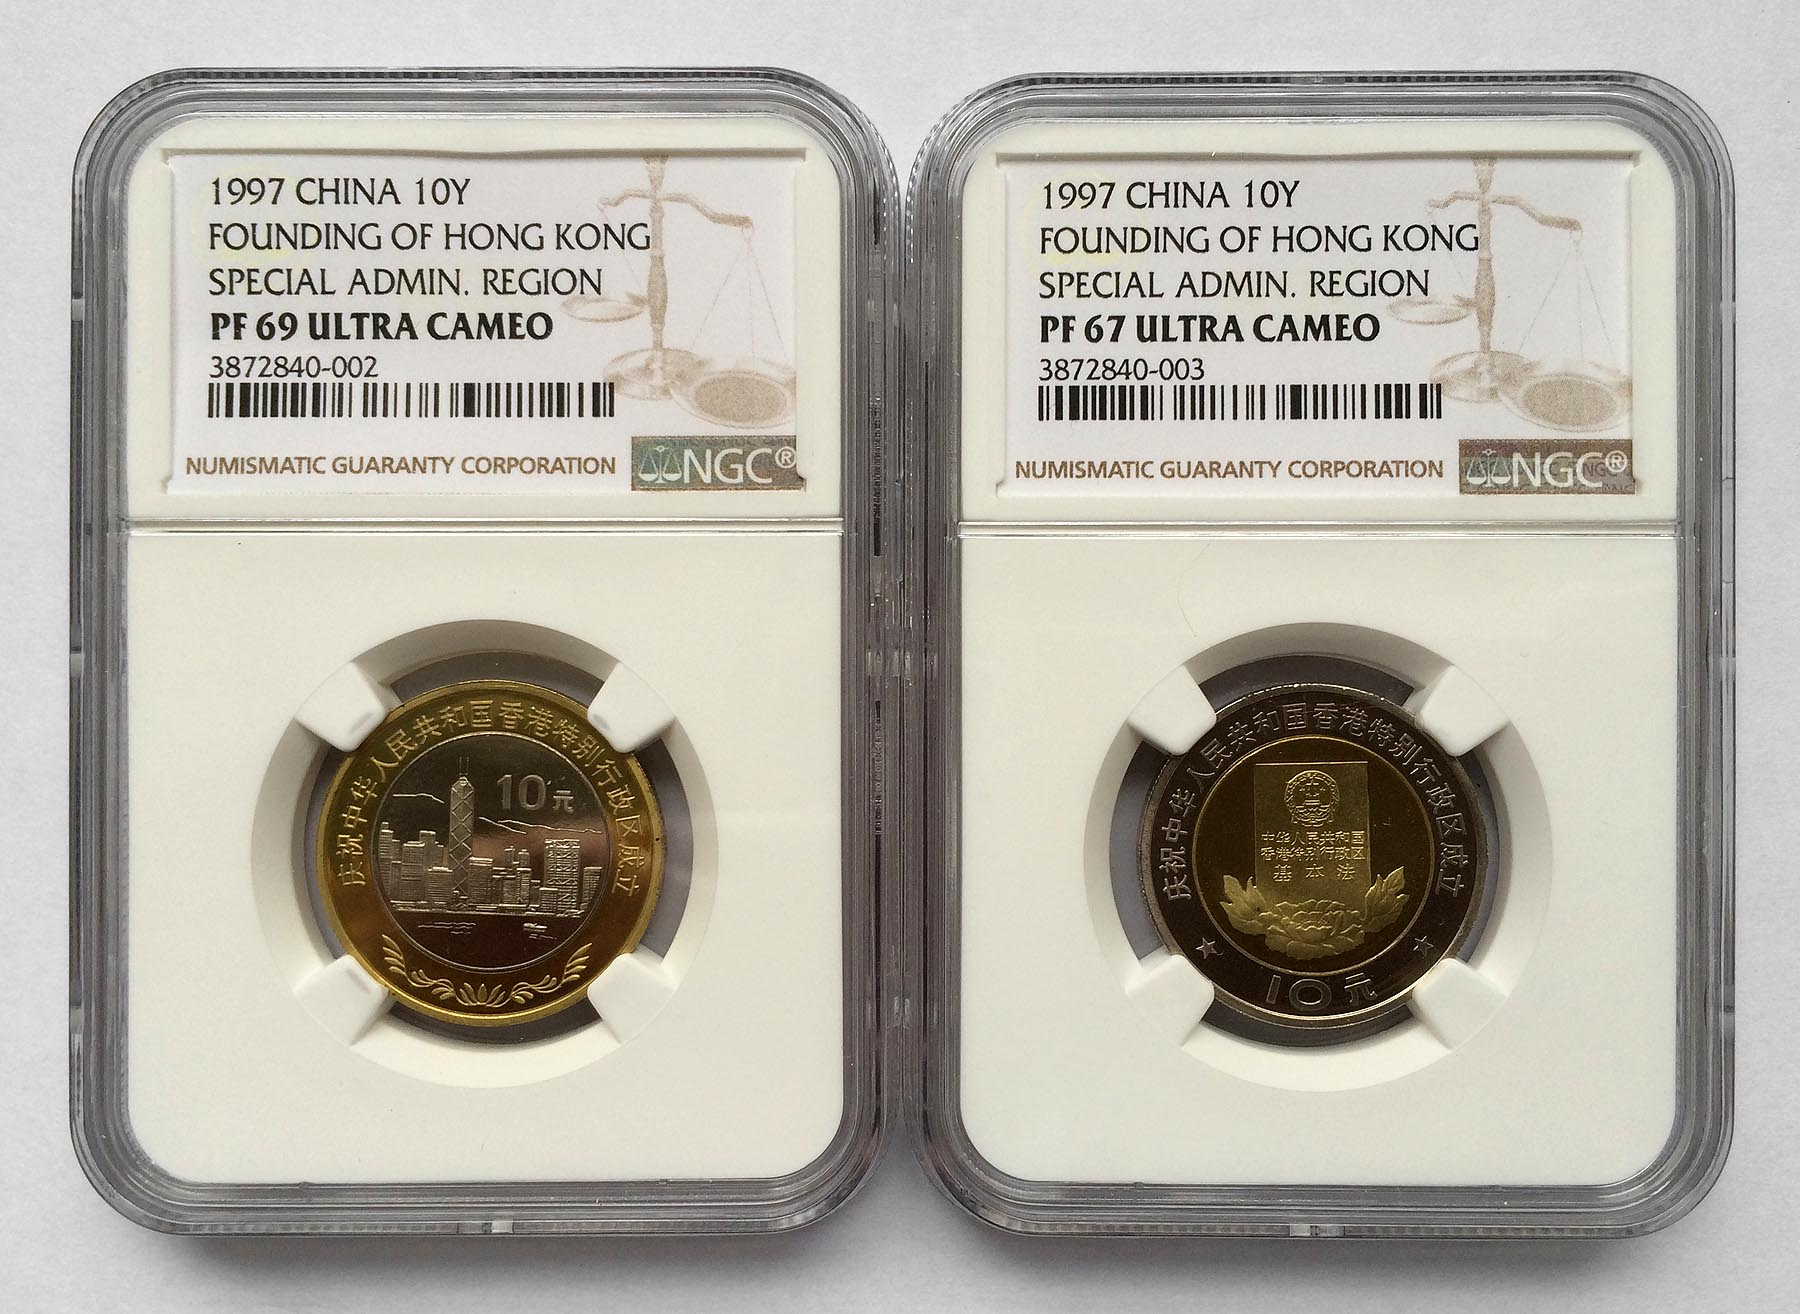 1997 CHINA 10Y
FOUNDING OF HONG KONG
SPECIAL ADMIN. REGION
PF 69 ULTRA CAMEO
3872840-002
NUMISMATIC GUARANTY CORPORATION
NGC®
庆祝中华人民共和国香港特别行政区成立
10元
1997 CHINA 10Y
FOUNDING OF HONG KONG
SPECIAL ADMIN. REGION
PF 67 ULTRA CAMEO
3872840-003
NUMISMATIC GUARANTY CORPORATION
NGC®
庆祝中华人民共和国香港特别行政区成立
中华人民共和国
香港特别行政区
基本法
10元